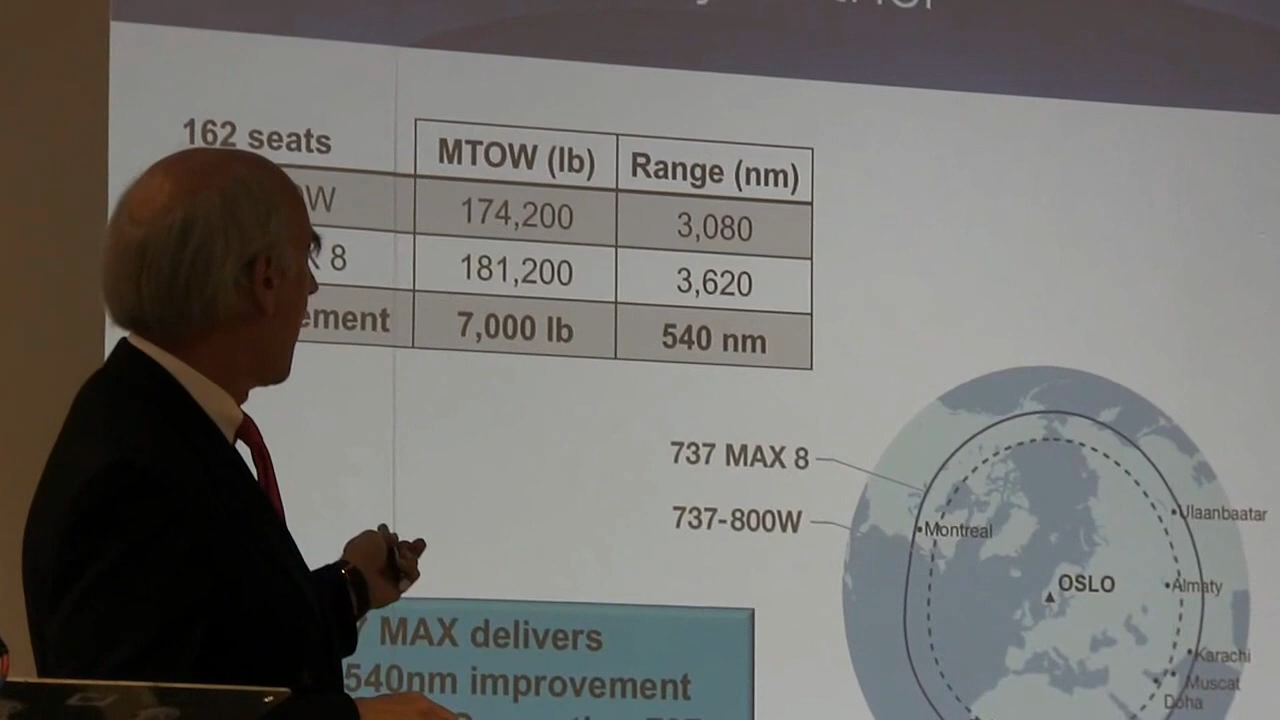 162 seats
MTOW (lb) Range (nm)
174,200 3,080
8 181,200 3,620
7,000 lb 540 nm
737 MAX 8
737-800W
Ulaanbaatar
Montreal
OSLO
Almaty
Karachi
Muscat
Doha
MAX delivers
540nm improvement